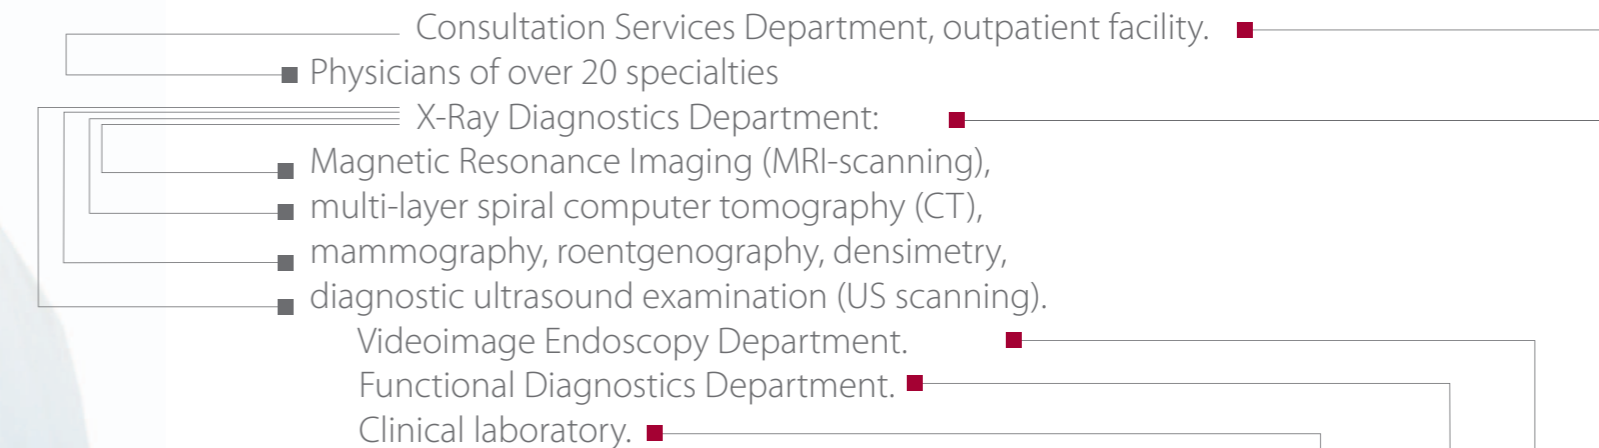 Consultation Services Department, outpatient facility.
Physicians of over 20 specialties
X-Ray Diagnostics Department:
Magnetic Resonance Imaging (MRI-scanning),
multi-layer spiral computer tomography (CT),
mammography, roentgenography, densimetry,
diagnostic ultrasound examination (US scanning).
Videoimage Endoscopy Department.
Functional Diagnostics Department.
Clinical laboratory.